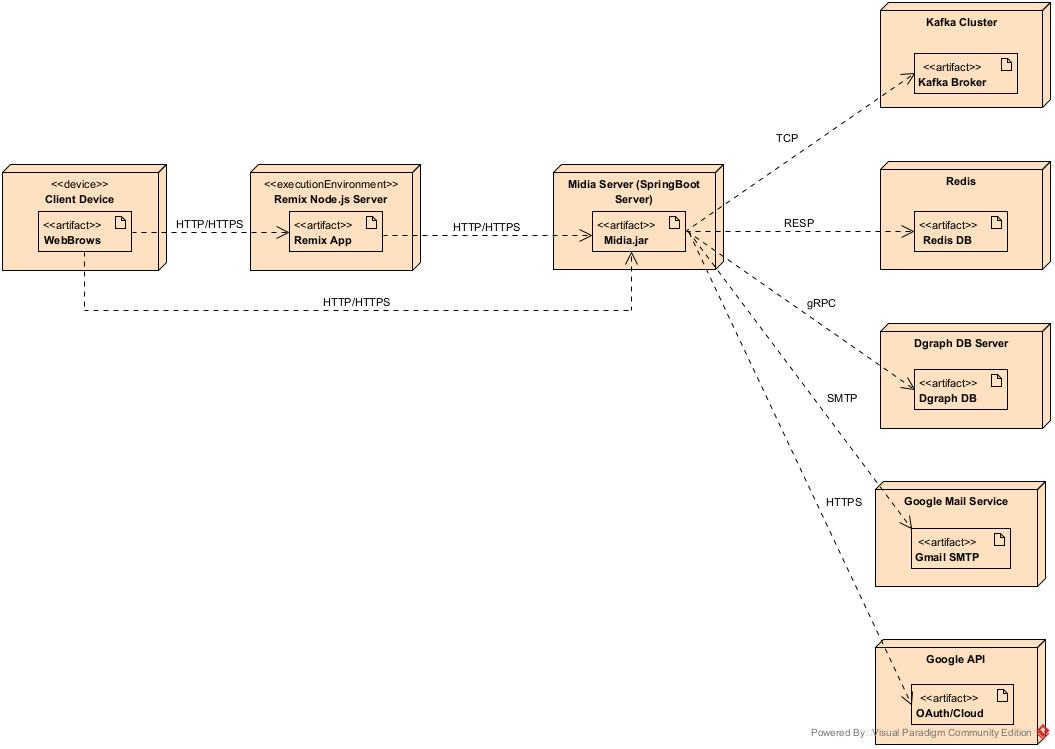 Kafka Cluster
<<artifact>>
Kafka Broker
TCP
<<device>>
Client Device
<<artifact>>
WebBrows
HTTP/HTTPS
<<executionEnvironment>>
Remix Node.js Server
<<artifact>>
Remix App
HTTP/HTTPS
Midia Server (SpringBoot
Server)
<<artifact>>
Midia.jar
HTTP/HTTPS
RESP
Redis
<<artifact>>
Redis DB
gRPC
Dgraph DB Server
<<artifact>>
Dgraph DB
SMTP
Google Mail Service
<<artifact>>
Gmail SMTP
HTTPS
Google API
<<artifact>>
OAuth/Cloud
Powered By Visual Paradigm Community Edition